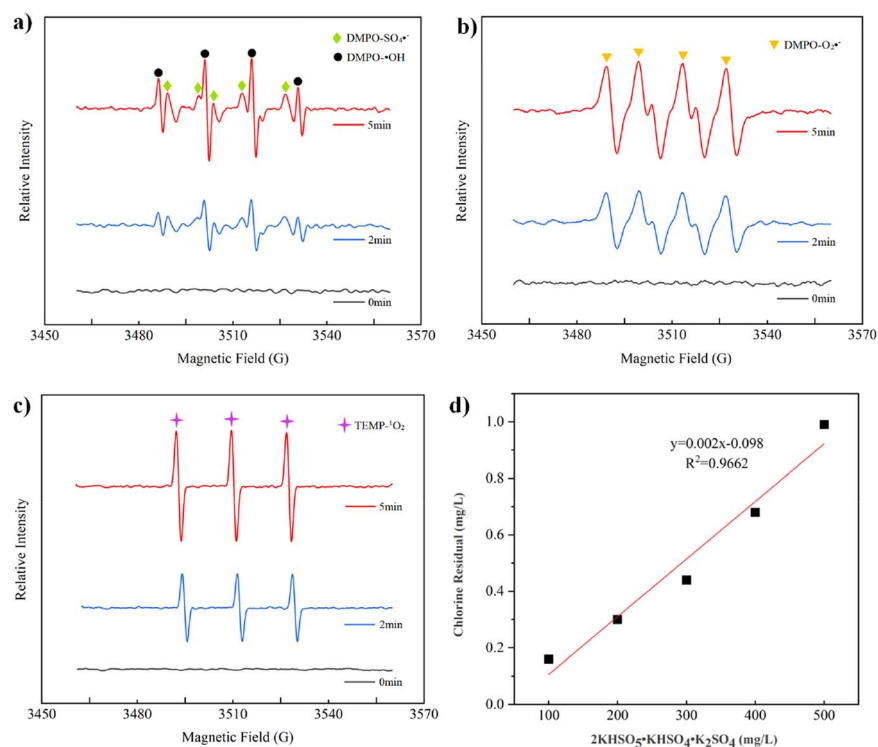 a)
DMPO-SO₄•⁻
DMPO-•OH
5min
2min
0min
Relative Intensity
3450 3480 3510 3540 3570
Magnetic Field (G)
b)
DMPO-O₂•⁻
5min
2min
0min
Relative Intensity
3450 3480 3510 3540 3570
Magnetic Field (G)
c)
TEMP-¹O₂
5min
2min
0min
Relative Intensity
3450 3480 3510 3540 3570
Magnetic Field (G)
d)
y=0.002x-0.098
R²=0.9662
1.0
0.8
0.6
0.4
0.2
0.0
Chlorine Residual (mg/L)
100 200 300 400 500
2KHSO₅•KHSO₄•K₂SO₄ (mg/L)